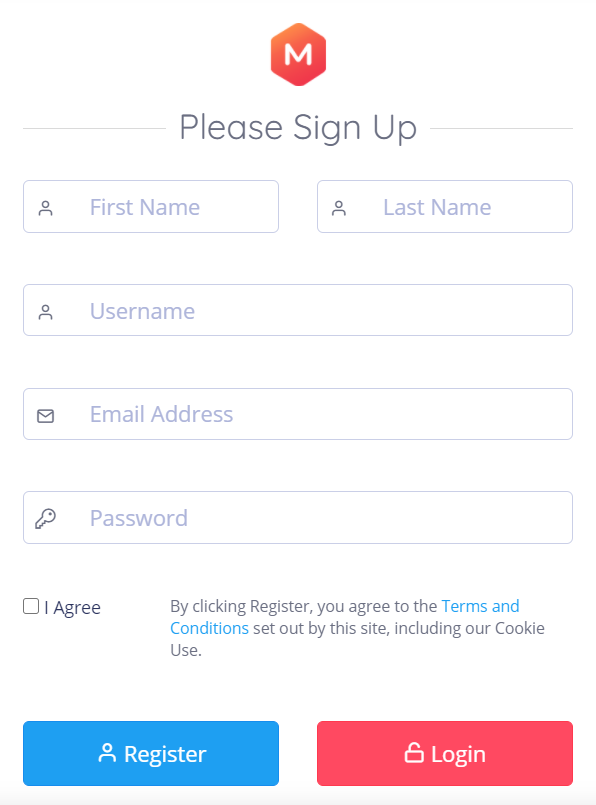 M
Please Sign Up
First Name
Last Name
Username
Email Address
Password
I Agree
By clicking Register, you agree to the Terms and
Conditions set out by this site, including our Cookie
Use.
Register
Login